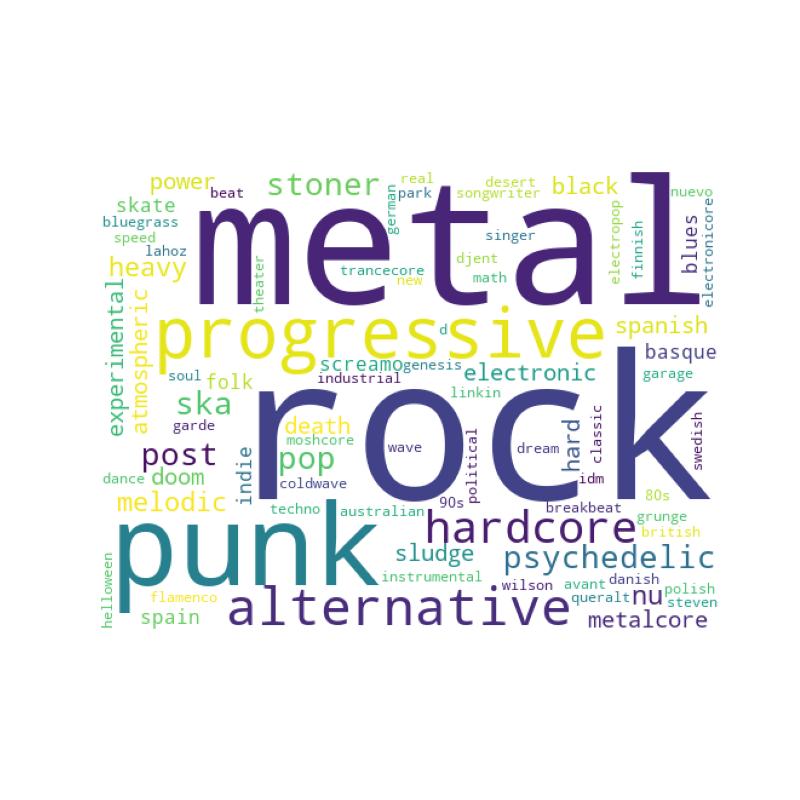 metal
rock
progressive
punk
alternative
hardcore
psychedelic
stoner
power
beat
skate
bluegrass
speed
lahoz
heavy
real
park
german
desert
songwriter
black
nuevo
singer
electropop
finnish
blues
electronicore
theater
trancecore
new
djent
math
experimental
atmospheric
d
spanish
basque
screamo
genesis
electronic
garage
soul
folk
industrial
linkin
ska
garde
death
moshcore
wave
political
dream
hard
classic
swedish
post
pop
dance
doom
indie
coldwave
idm
melodic
90s
breakbeat
80s
techno
australian
grunge
british
sludge
instrumental
helloween
flamenco
spain
wilson
avant
danish
queralt
nu
polish
steven
metalcore